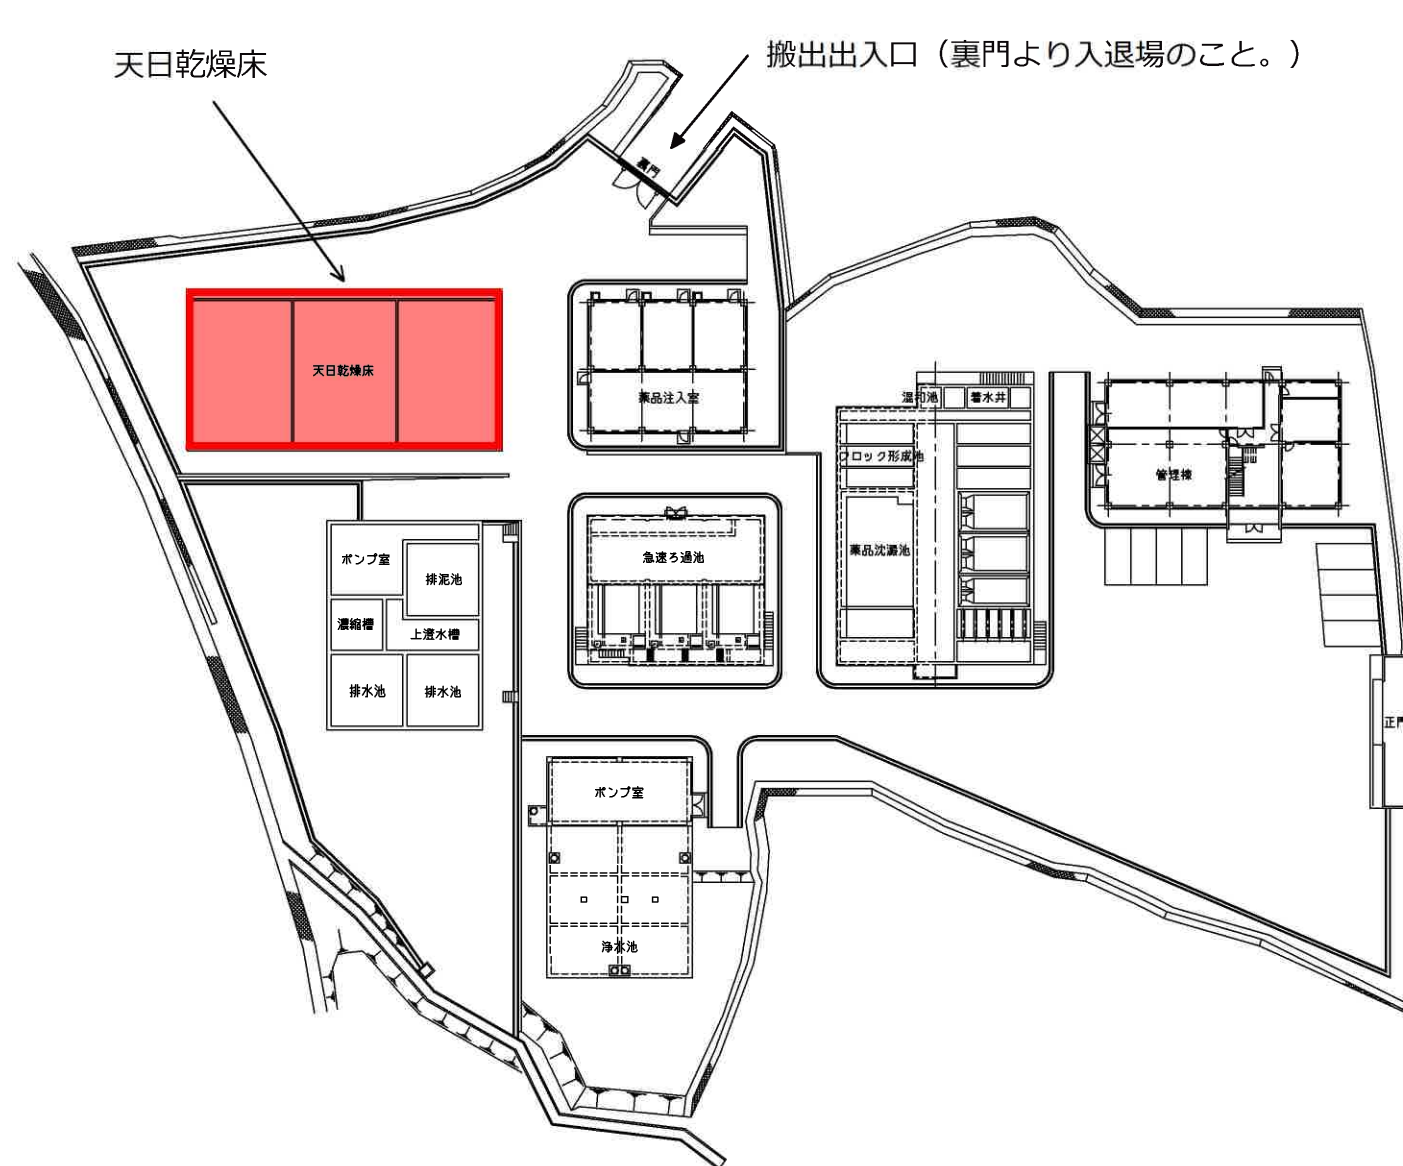 天日乾燥床
搬出出入口（裏門より入退場のこと。）
裏門
天日乾燥床
薬品注入室
混和池
着水井
フロック形成池
管理棟
薬品沈澱池
急速ろ過池
ポンプ室
排泥池
濃縮槽
上澄水槽
排水池
排水池
正門
ポンプ室
浄水池